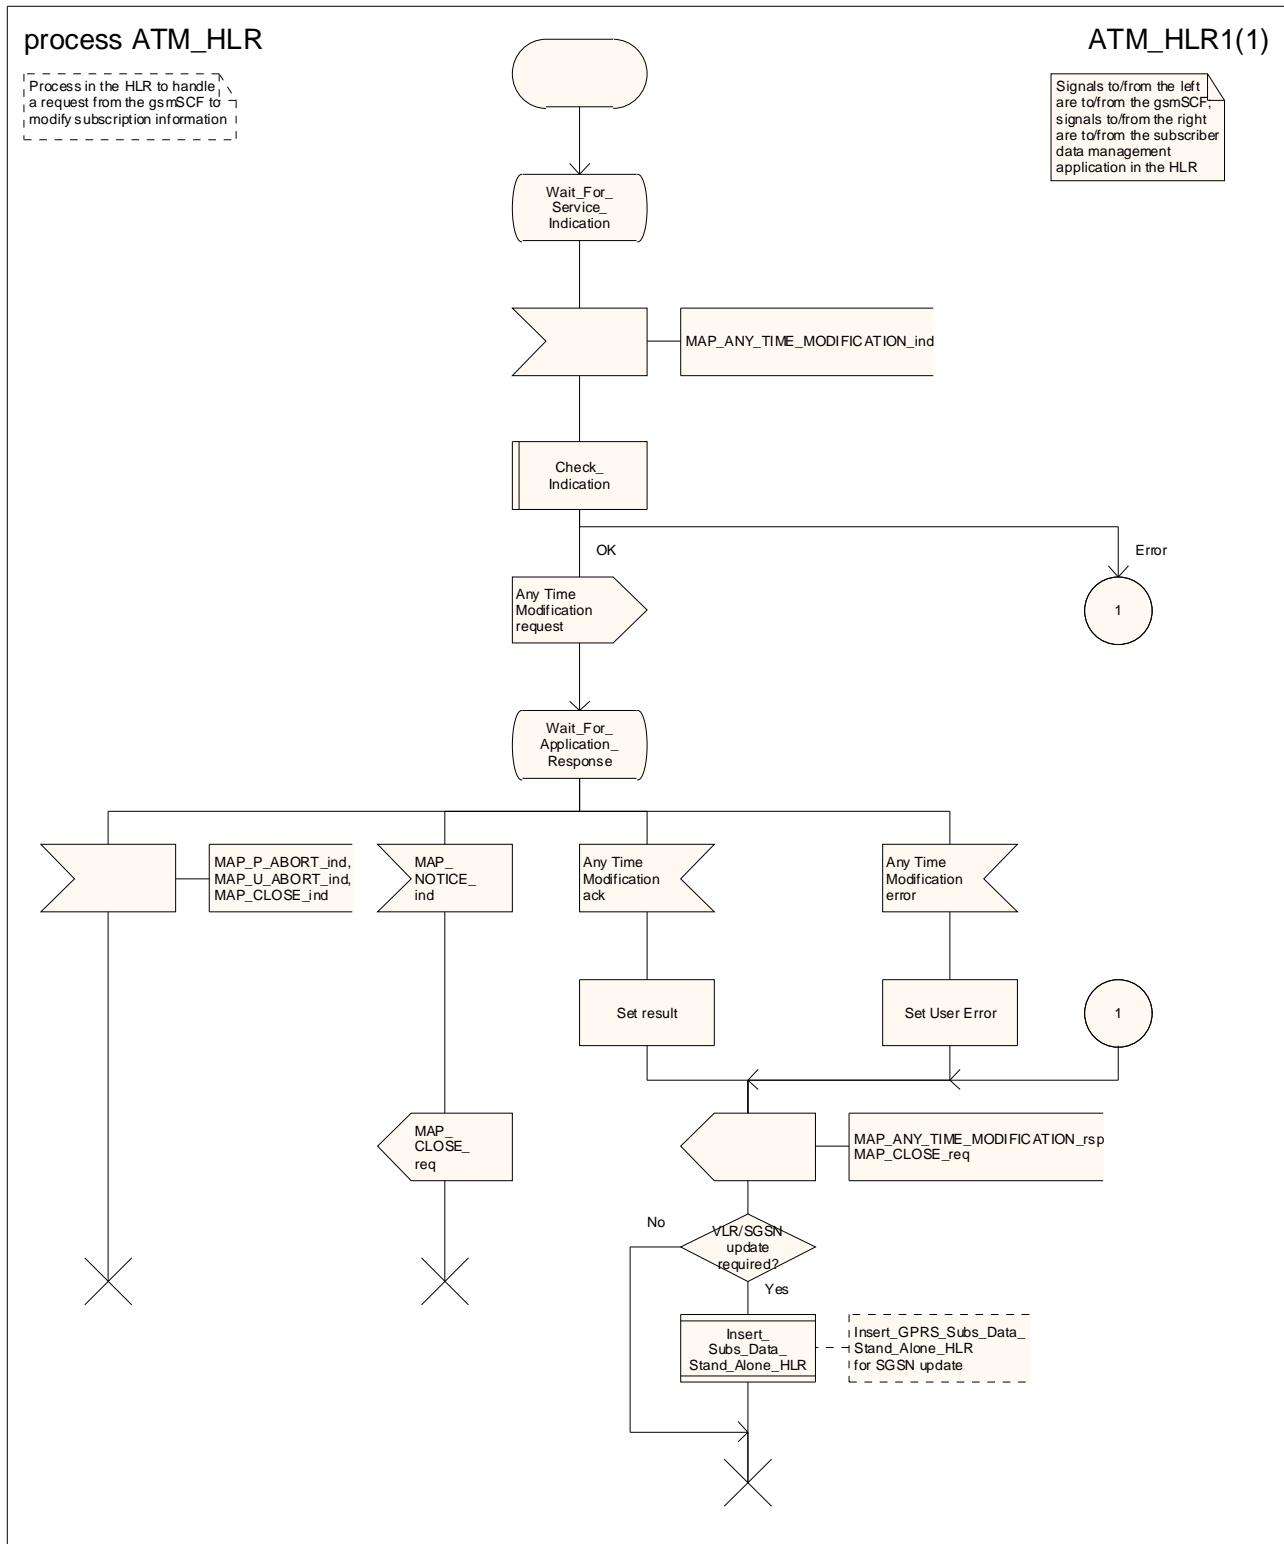 process ATM_HLR
ATM_HLR1(1)
Process in the HLR to handle
a request from the gsmSCF to
modify subscription information
Signals to/from the left
are to/from the gsmSCF;
signals to/from the right
are to/from the subscriber
data management
application in the HLR
Wait_For_
Service_
Indication
MAP_ANY_TIME_MODIFICATION_ind
Check_
Indication
OK
Error
Any Time
Modification
request
1
Wait_For_
Application_
Response
MAP_P_ABORT_ind,
MAP_U_ABORT_ind,
MAP_CLOSE_ind
MAP_
NOTICE_
ind
Any Time
Modification
ack
Any Time
Modification
error
Set result
Set User Error
1
MAP_
CLOSE_
req
MAP_ANY_TIME_MODIFICATION_rsp
MAP_CLOSE_req
No
VLR/SGSN
update
required?
Yes
Insert_
Subs_Data_
Stand_Alone_HLR
Insert_GPRS_Subs_Data_
Stand_Alone_HLR
for SGSN update